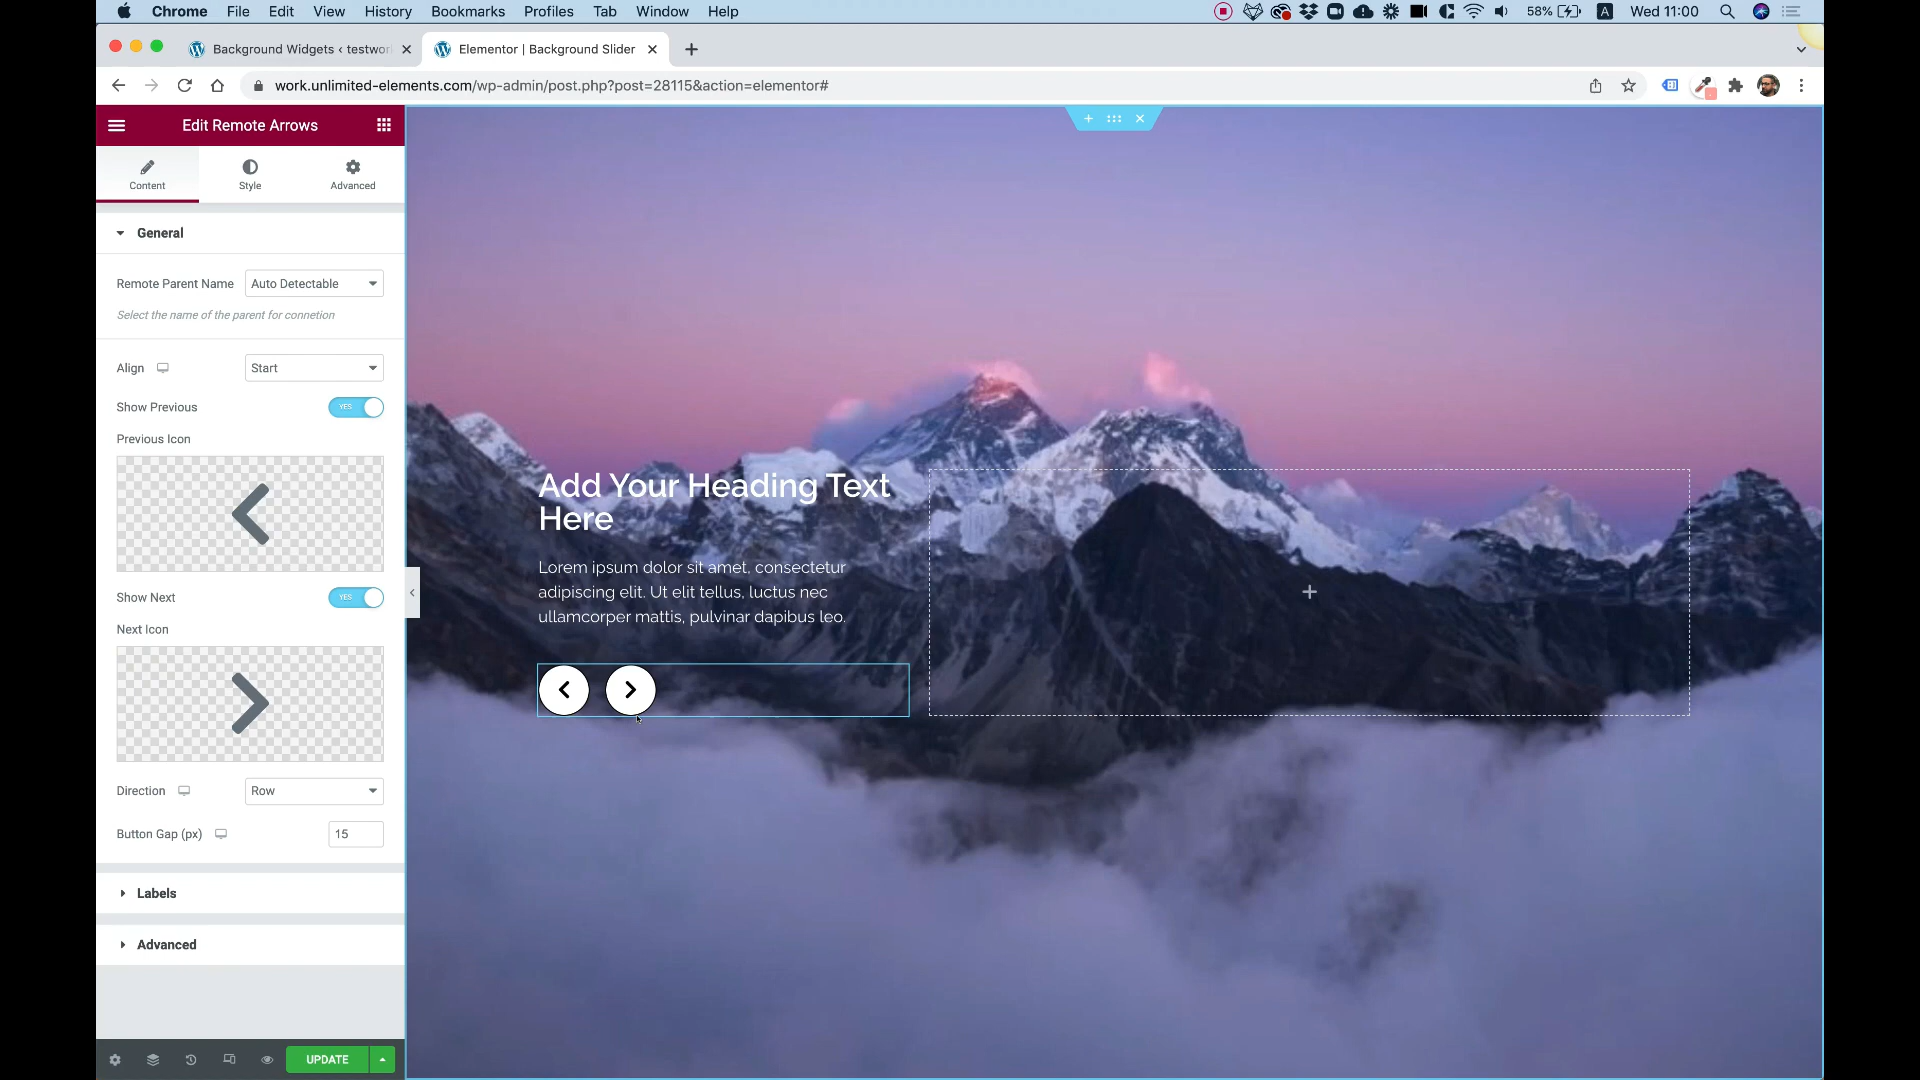 Chrome File Edit View History Bookmarks Profiles Tab Window Help 58% A Wed 11:00
Background Widgets ‹ testwor Elementor | Background Slider
work.unlimited-elements.com/wp-admin/post.php?post=28115&action=elementor#
Edit Remote Arrows
Content Style Advanced
General
Remote Parent Name Auto Detectable
Select the name of the parent for connetion
Align Start
Show Previous YES
Previous Icon
Show Next YES
Next Icon
Direction Row
Button Gap (px) 15
Labels
Advanced
UPDATE
Add Your Heading Text
Here
Lorem ipsum dolor sit amet, consectetur
adipiscing elit. Ut elit tellus, luctus nec
ullamcorper mattis, pulvinar dapibus leo.